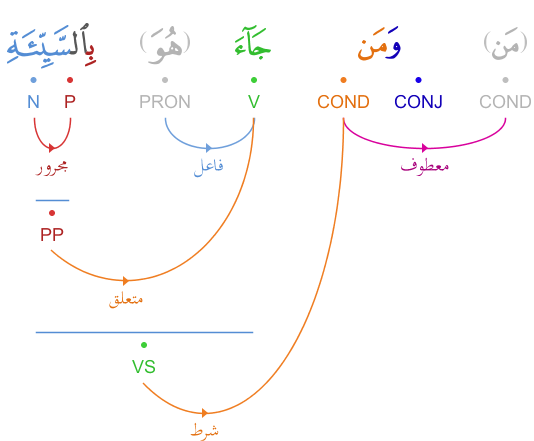 (مَن) وَمَن جَآءَ (هُوَ) بِٱلسَّيِّئَةِ
COND CONJ COND V PRON P N
معطوف فاعل مجرور
PP
متعلق
VS
شرط